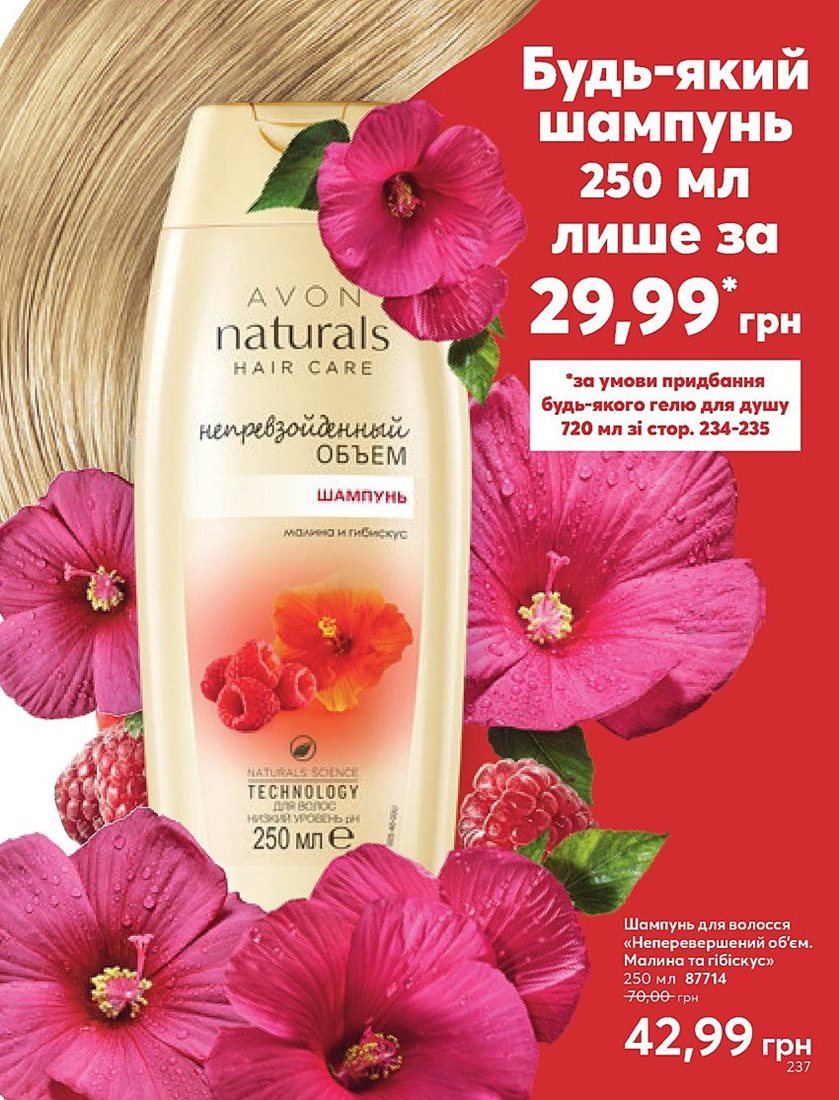 Будь-який
шампунь
250 мл
лише за
29,99* грн
*за умови придбання
будь-якого гелю для душу
720 мл зі стор. 234-235
AVON
naturals
HAIR CARE
непревзойденный
ОБЪЕМ
ШАМПУНЬ
малина и гибискус
NATURALS SCIENCE
TECHNOLOGY
ДЛЯ ВОЛОС
НИЗКИЙ УРОВЕНЬ pH
250 мл e
Шампунь для волосся
«Неперевершений об’єм.
Малина та гібіскус»
250 мл 87714
70,00 грн
42,99 грн
237